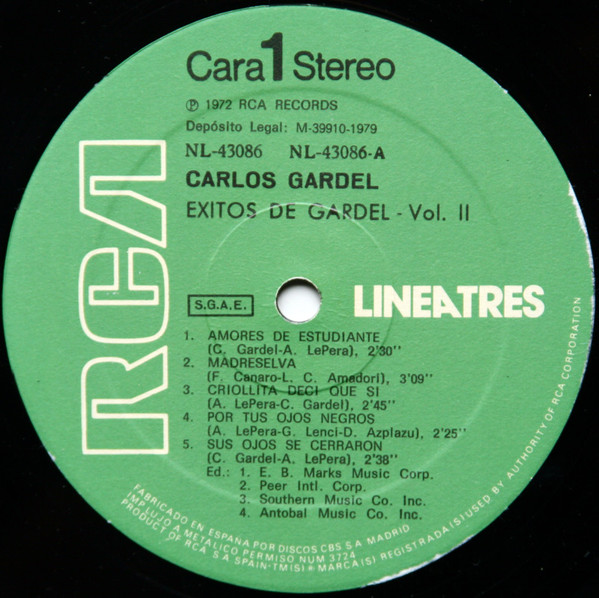 Cara 1 Stereo
℗ 1972 RCA RECORDS
Depósito Legal: M-39910-1979
NL-43086 NL-43086-A
CARLOS GARDEL
EXITOS DE GARDEL - Vol. II
RCA
S.G.A.E.
LINEATRES
1. AMORES DE ESTUDIANTE
(C. Gardel-A. LePera), 2'30''
2. MADRESELVA
(F. Canaro-L. C. Amadori), 3'09''
3. CRIOLLITA DECI QUE SI
(A. LePera-C. Gardel), 2'45''
4. POR TUS OJOS NEGROS
(A. LePera-G. Lenci-D. Azplazu), 2'25''
5. SUS OJOS SE CERRARON
(C. Gardel-A. LePera), 2'38''
Ed.: 1. E. B. Marks Music Corp.
2. Peer Intl. Corp.
3. Southern Music Co. Inc.
4. Antobal Music Co. Inc.
FABRICADO EN ESPAÑA POR DISCOS CBS S A MADRID
IMP LUJO A METALICO PERMISO NUM 3724
PRODUCT OF RCA S A SPAIN-TM(S) ® MARCA(S) REGISTRADA(S) USED BY AUTHORITY OF RCA CORPORATION